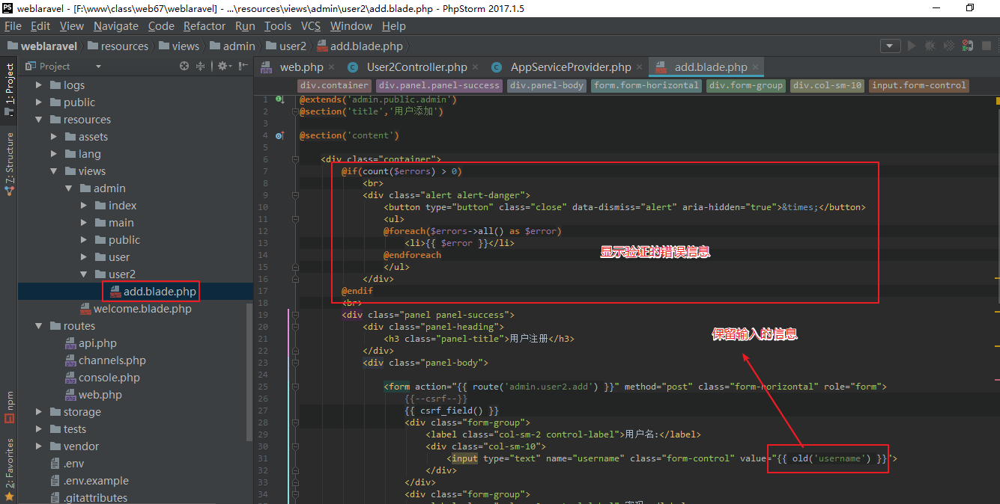 PS weblaravel - [F:\www\class\web67\weblaravel] - ...\resources\views\admin\user2\add.blade.php - PhpStorm 2017.1.5
File Edit View Navigate Code Refactor Run Tools VCS Window Help
weblaravel resources views admin user2 add.blade.php
Project
web.php × User2Controller.php × AppServiceProvider.php × add.blade.php ×
div.container div.panel.panel-success div.panel-body form.form-horizontal div.form-group div.col-sm-10 input.form-control
1: Project
7: Structure
npm
2: Favorites
logs
public
resources
assets
lang
views
admin
index
main
public
user
user2
add.blade.php
welcome.blade.php
routes
api.php
channels.php
console.php
web.php
storage
tests
vendor
.env
.env.example
.gitattributes
1 @extends('admin.public.admin')
2 @section('title','用户添加')
3
4 @section('content')
5
6 <div class="container">
7 @if(count($errors) > 0)
8 <br>
9 <div class="alert alert-danger">
10 <button type="button" class="close" data-dismiss="alert" aria-hidden="true">&times;</button>
11 <ul>
12 @foreach($errors->all() as $error)
13 <li>{{ $error }}</li>
14 @endforeach
15 </ul>
16 </div>
17 @endif
18 <br>
19 <div class="panel panel-success">
20 <div class="panel-heading">
21 <h3 class="panel-title">用户注册</h3>
22 </div>
23 <div class="panel-body">
24
25 <form action="{{ route('admin.user2.add') }}" method="post" class="form-horizontal" role="form">
26 {{--csrf--}}
27 {{ csrf_field() }}
28 <div class="form-group">
29 <label class="col-sm-2 control-label">用户名:</label>
30 <div class="col-sm-10">
31 <input type="text" name="username" class="form-control" value="{{ old('username') }}">
32 </div>
33 </div>
34 <div class="form-group">
显示验证的错误信息
保留输入的信息